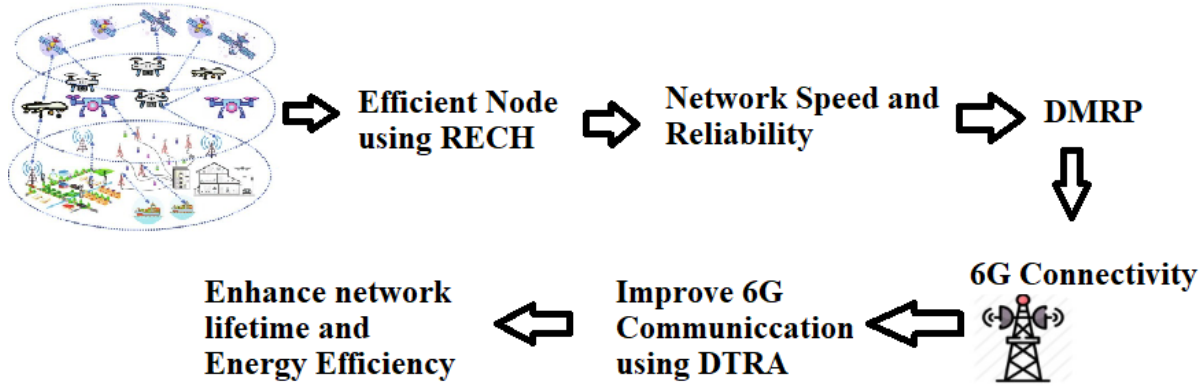 Efficient Node
using RECH
Network Speed and
Reliability
DMRP
6G Connectivity
Improve 6G
Communiccation
using DTRA
Enhance network
lifetime and
Energy Efficiency